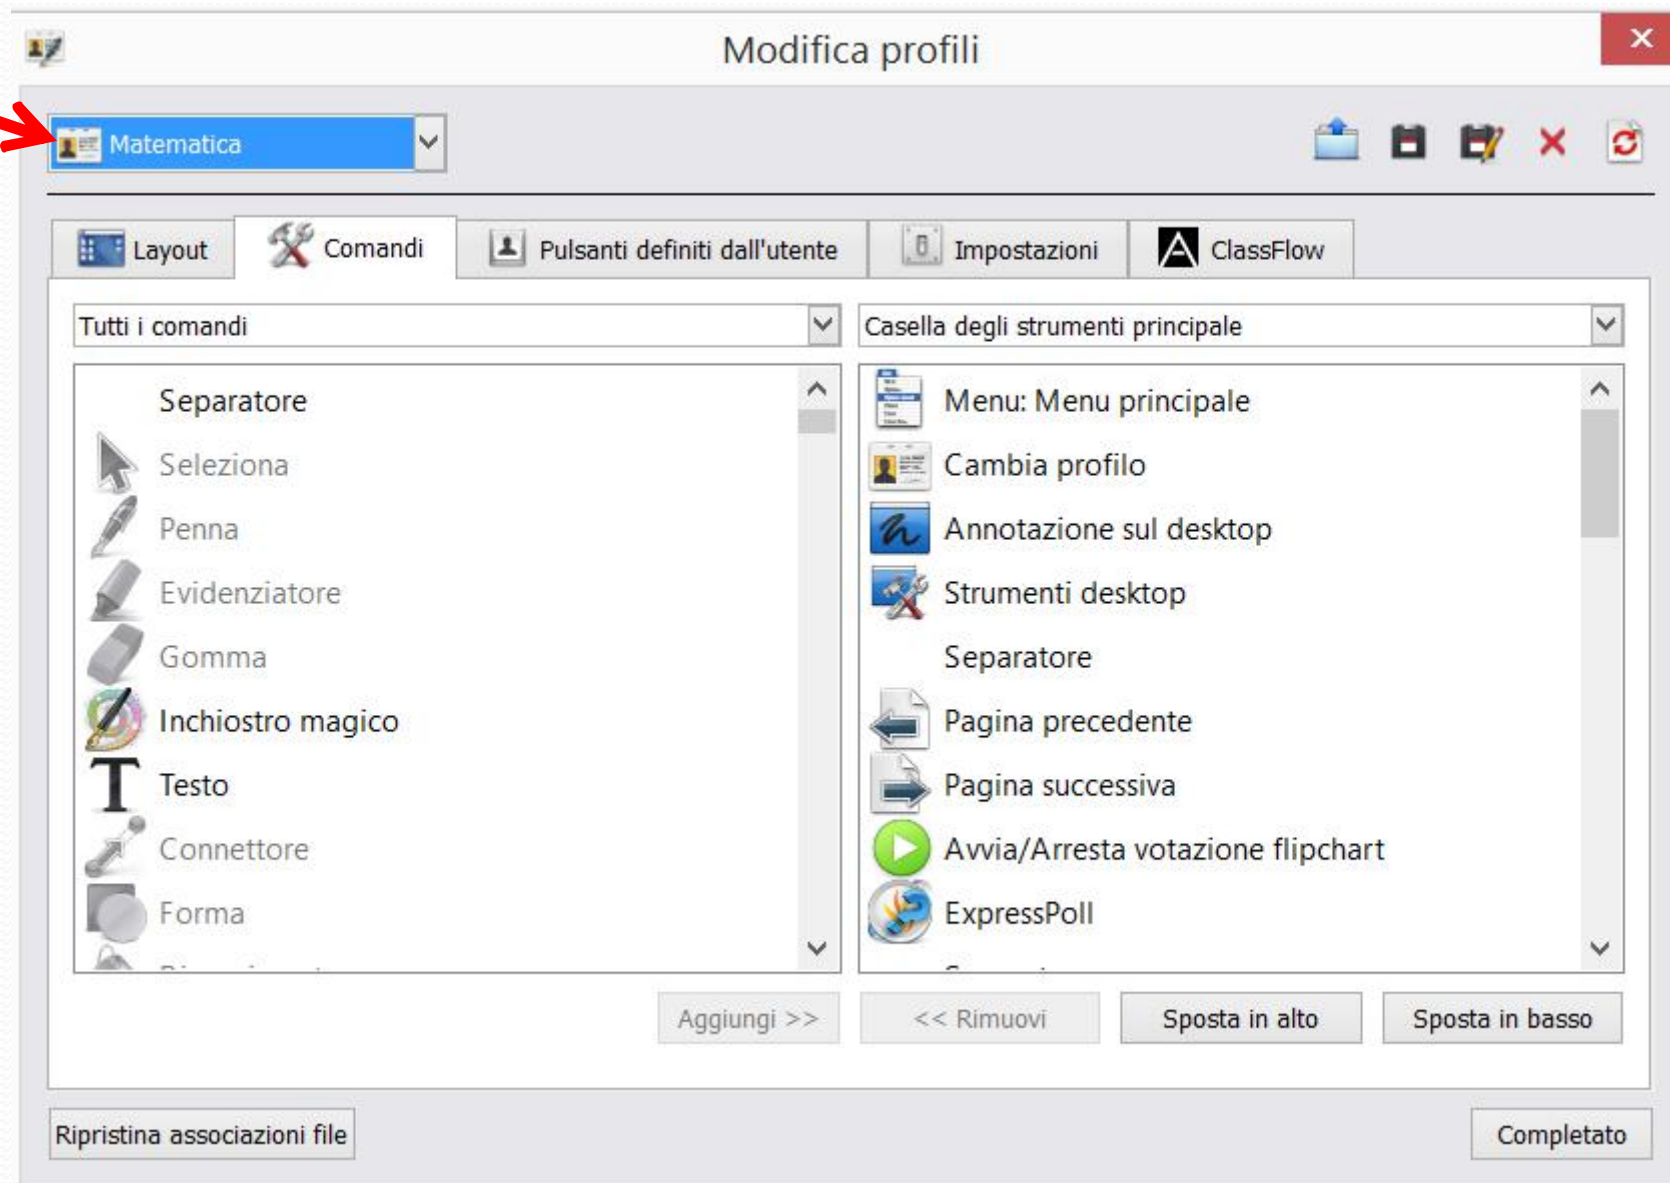 Modifica profili
Matematica
Layout
Comandi
Pulsanti definiti dall'utente
Impostazioni
ClassFlow
Tutti i comandi
Separatore
Seleziona
Penna
Evidenziatore
Gomma
Inchiostro magico
Testo
Connettore
Forma
Casella degli strumenti principale
Menu: Menu principale
Cambia profilo
Annotazione sul desktop
Strumenti desktop
Separatore
Pagina precedente
Pagina successiva
Avvia/Arresta votazione flipchart
ExpressPoll
Aggiungi >>
<< Rimuovi
Sposta in alto
Sposta in basso
Ripristina associazioni file
Completato